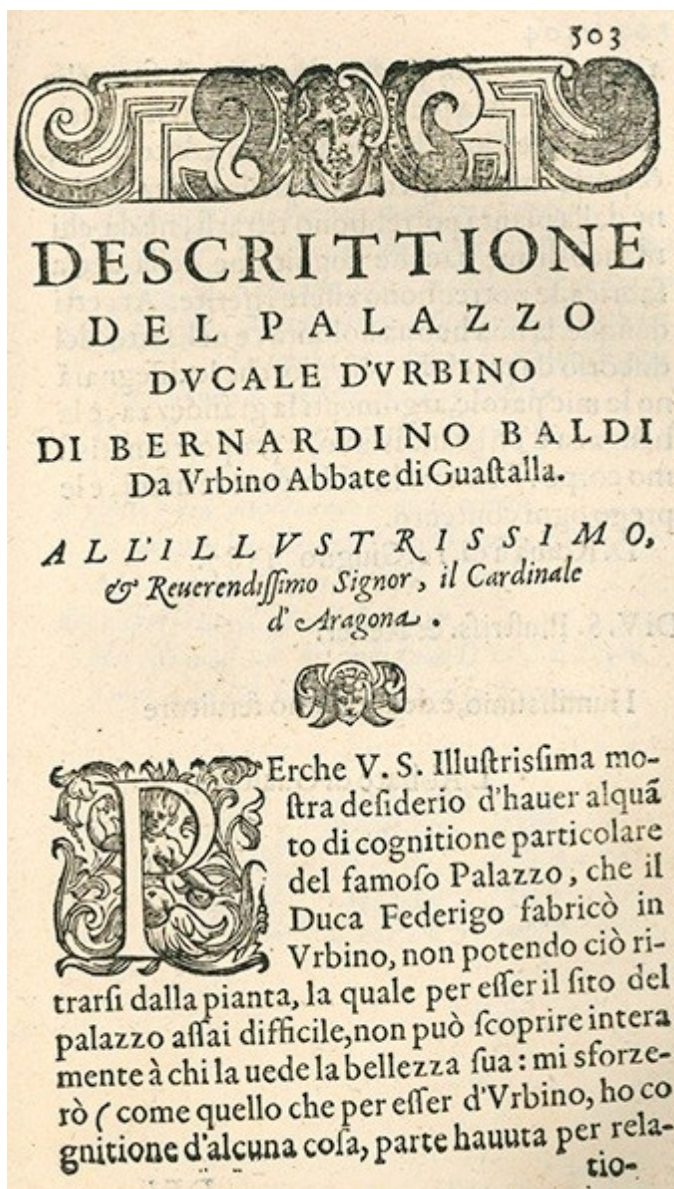 503
DESCRITTIONE
DEL PALAZZO
DVCALE D'VRBINO
DI BERNARDINO BALDI
Da Vrbino Abbate di Guaſtalla.
ALL'ILLVSTRISSIMO,
& Reuerendiſſimo Signor, il Cardinale
d'Aragona.
PErche V. S. Illuſtriſſima mo-
ſtra deſiderio d'hauer alquã
to di cognitione particolare
del famoſo Palazzo, che il
Duca Federigo fabricò in
Vrbino, non potendo ciò ri-
trarſi dalla pianta, la quale per eſſer il ſito del
palazzo aſſai difficile, non può ſcoprire intera
mente à chi la uede la bellezza ſua: mi sforze-
rò (come quello che per eſſer d'Vrbino, ho co
gnitione d'alcuna coſa, parte hauuta per rela-
tio-